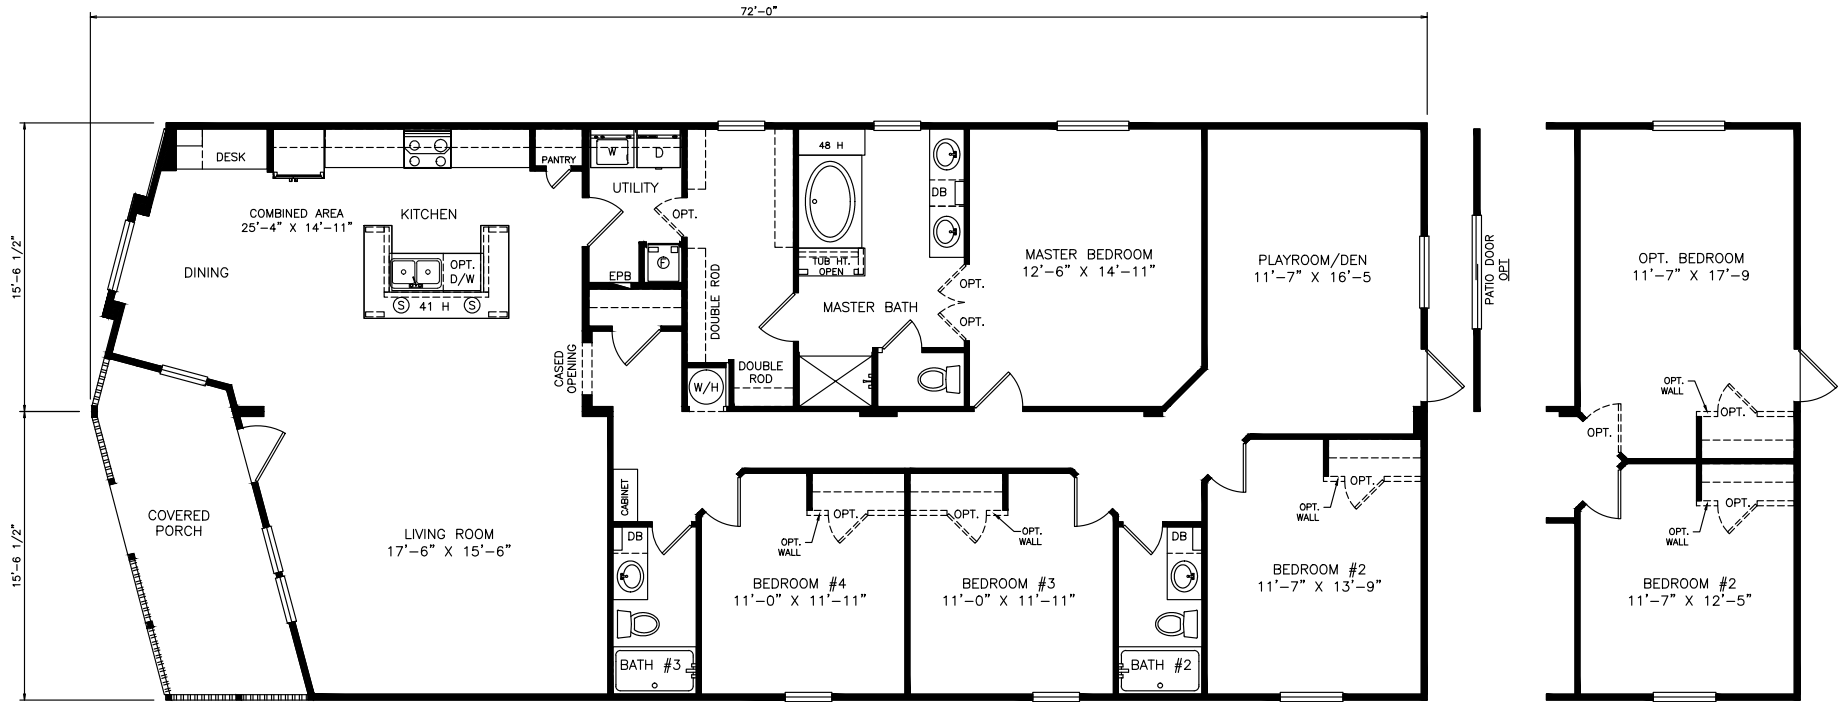 72'-0"
15'-6 1/2"
15'-6 1/2"
DESK
PANTRY
W
D
UTILITY
OPT.
COMBINED AREA
25'-4" X 14'-11"
KITCHEN
DINING
OPT.
D/W
S
41 H
S
F
EPB
CASED
OPENING
DOUBLE ROD
DOUBLE
ROD
W/H
48 H
TUB HT.
OPEN
DB
MASTER BATH
OPT.
OPT.
MASTER BEDROOM
12'-6" X 14'-11"
PLAYROOM/DEN
11'-7" X 16'-5
PATIO DOOR
OPT
OPT. BEDROOM
11'-7" X 17'-9
OPT.
WALL
OPT.
OPT.
COVERED
PORCH
LIVING ROOM
17'-6" X 15'-6"
CABINET
DB
BATH #3
OPT.
OPT.
WALL
BEDROOM #4
11'-0" X 11'-11"
OPT.
OPT.
WALL
BEDROOM #3
11'-0" X 11'-11"
DB
BATH #2
OPT.
OPT.
WALL
BEDROOM #2
11'-7" X 13'-9"
OPT.
OPT.
WALL
BEDROOM #2
11'-7" X 12'-5"